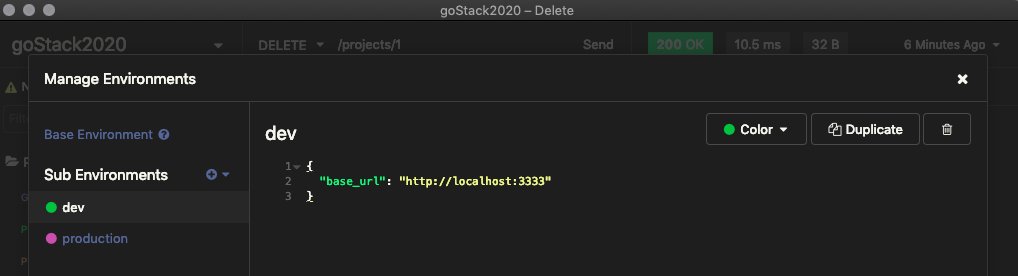 goStack2020 – Delete
goStack2020
DELETE /projects/1 Send 200 OK 10.5 ms 32 B 6 Minutes Ago
Manage Environments
Base Environment
dev
Color Duplicate
Sub Environments
1 {
2 "base_url": "http://localhost:3333"
3 }
dev
production